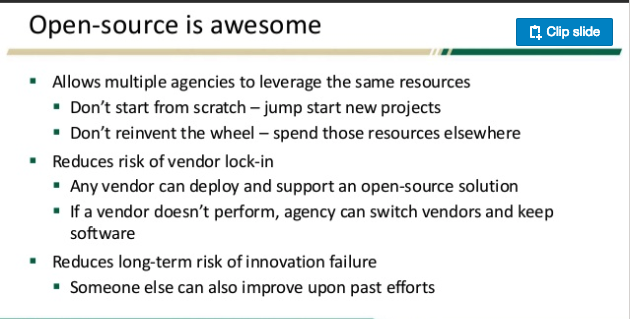 Open-source is awesome
Clip slide
Allows multiple agencies to leverage the same resources
Don't start from scratch – jump start new projects
Don't reinvent the wheel – spend those resources elsewhere
Reduces risk of vendor lock-in
Any vendor can deploy and support an open-source solution
If a vendor doesn't perform, agency can switch vendors and keep
software
Reduces long-term risk of innovation failure
Someone else can also improve upon past efforts